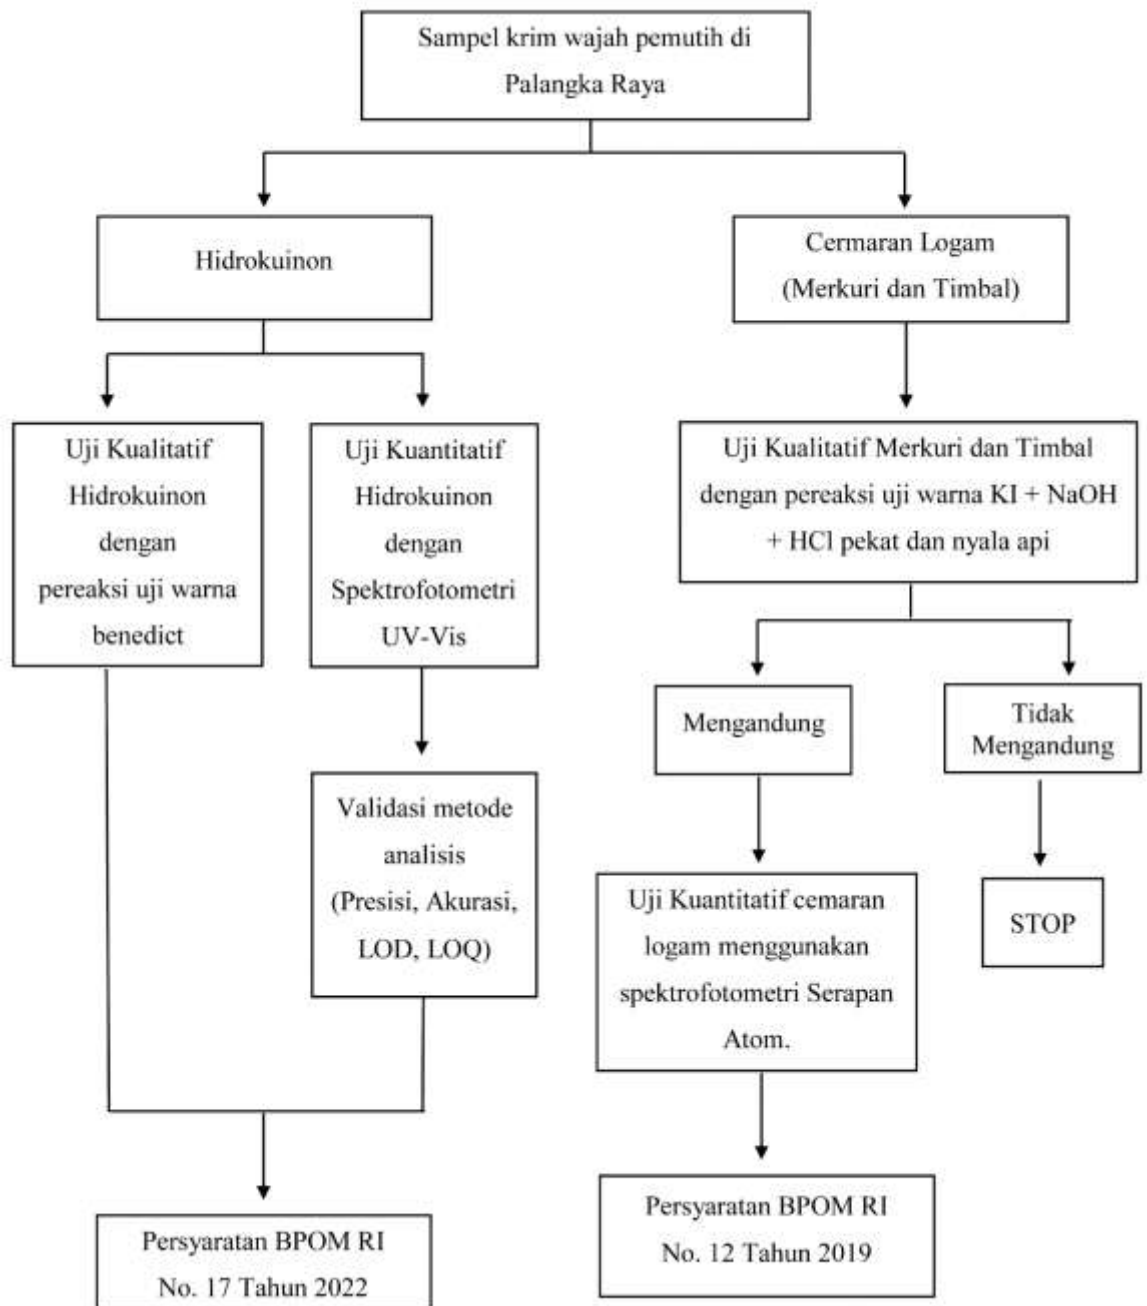 Sampel krim wajah pemutih di
Palangka Raya
Hidrokuinon
Cermaran Logam
(Merkuri dan Timbal)
Uji Kualitatif
Hidrokuinon
dengan
pereaksi uji warna
benedict
Uji Kuantitatif
Hidrokuinon
dengan
Spektrofotometri
UV-Vis
Uji Kualitatif Merkuri dan Timbal
dengan pereaksi uji warna KI + NaOH
+ HCl pekat dan nyala api
Mengandung
Tidak
Mengandung
Validasi metode
analisis
(Presisi, Akurasi,
LOD, LOQ)
Uji Kuantitatif cemaran
logam menggunakan
spektrofotometri Serapan
Atom.
STOP
Persyaratan BPOM RI
No. 17 Tahun 2022
Persyaratan BPOM RI
No. 12 Tahun 2019